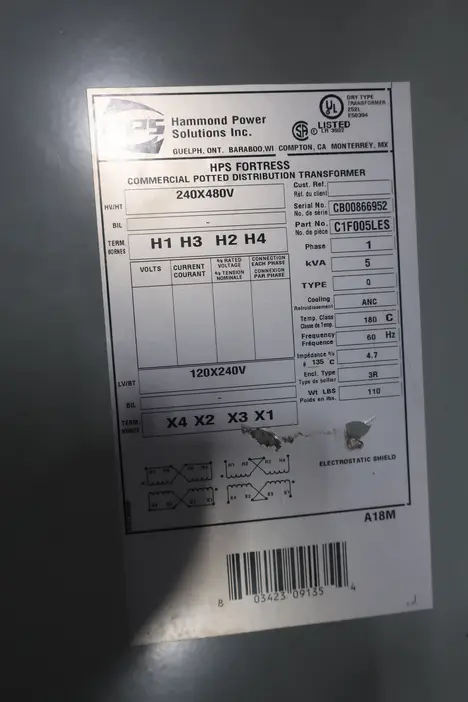 HPS
Hammond Power
Solutions Inc.
UL
LISTED
DRY TYPE
TRANSFORMER
LR 3902
GUELPH, ONT. BARABOO,WI COMPTON, CA MONTERREY, MX
HPS FORTRESS
COMMERCIAL POTTED DISTRIBUTION TRANSFORMER
HV/HT 240X480V
BIL -
TERM
BORNES H1 H3 H2 H4
VOLTS
CURRENT
COURANT
% RATED
VOLTAGE
% TENSION
NOMINALE
CONNECTION
EACH PHASE
CONNEXION
PAR PHASE
LV/BT 120X240V
BIL -
TERM
BORNES X4 X2 X3 X1
Cust. Ref.
Réf. du client
Serial No. CB00866952
No. de série
Part No. C1F005LES
No. de pièce
Phase 1
kVA 5
TYPE 0
Cooling ANC
Refroidissement
Temp. Class 180 C
Classe de Temp.
Frequency 60 Hz
Fréquence
Impedance % 4.7
Encl. Type 3R
Wt LBS 110
Poids en lbs.
ELECTROSTATIC SHIELD
A18M
8 03423 09135 4